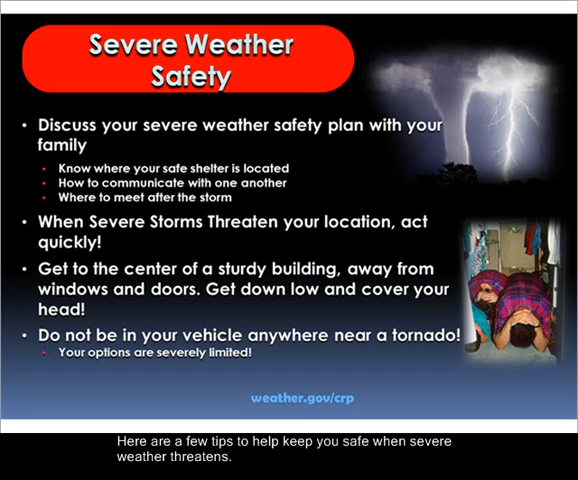 Severe Weather
Safety
• Discuss your severe weather safety plan with your
family
• Know where your safe shelter is located
• How to communicate with one another
• Where to meet after the storm
• When Severe Storms Threaten your location, act
quickly!
• Get to the center of a sturdy building, away from
windows and doors. Get down low and cover your
head!
• Do not be in your vehicle anywhere near a tornado!
• Your options are severely limited!
weather.gov/crp
Here are a few tips to help keep you safe when severe
weather threatens.